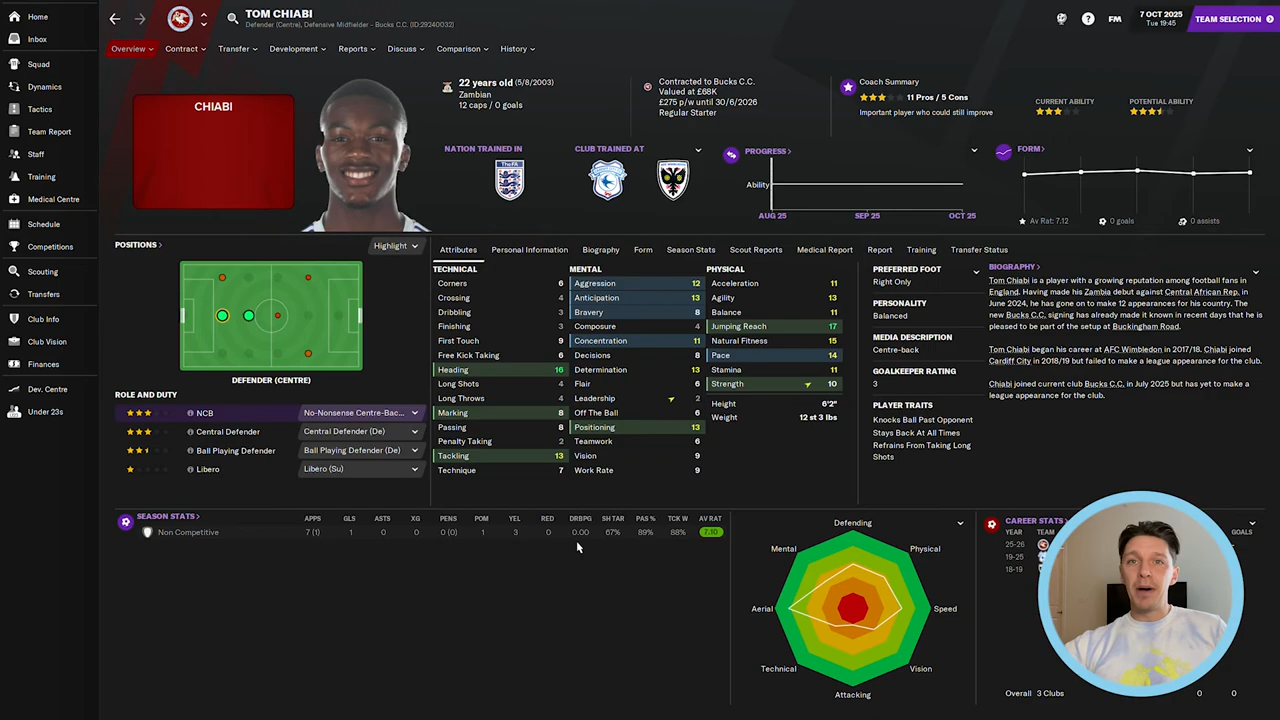 Home
Inbox
Squad
Dynamics
Tactics
Team Report
Staff
Training
Medical Centre
Schedule
Competitions
Scouting
Transfers
Club Info
Club Vision
Finances
Dev. Centre
Under 23s
TOM CHIABI
Defender (Centre), Defensive Midfielder - Bucks C.C. (ID:29240032)
FM
7 OCT 2025
Tue 19:45
TEAM SELECTION
Overview
Contract
Transfer
Development
Reports
Discuss
Comparison
History
CHIABI
22 years old (5/8/2003)
Zambian
12 caps / 0 goals
Contracted to Bucks C.C.
Valued at £68K
£275 p/w until 30/6/2026
Regular Starter
Coach Summary
11 Pros / 5 Cons
Important player who could still improve
CURRENT ABILITY
POTENTIAL ABILITY
NATION TRAINED IN
CLUB TRAINED AT
PROGRESS
Ability
AUG 25
SEP 25
OCT 25
FORM
Av Rat: 7.12
0 goals
0 assists
POSITIONS
Highlight
DEFENDER (CENTRE)
ROLE AND DUTY
NCB No-Nonsense Centre-Bac...
Central Defender Central Defender (De)
Ball Playing Defender Ball Playing Defender (De)
Libero Libero (Su)
Attributes
Personal Information
Biography
Form
Season Stats
Scout Reports
Medical Report
Report
Training
Transfer Status
TECHNICAL
Corners 6
Crossing 4
Dribbling 3
Finishing 3
First Touch 9
Free Kick Taking 6
Heading 16
Long Shots 4
Long Throws 4
Marking 8
Passing 8
Penalty Taking 2
Tackling 13
Technique 7
MENTAL
Aggression 12
Anticipation 13
Bravery 8
Composure 4
Concentration 11
Decisions 8
Determination 13
Flair 6
Leadership 2
Off The Ball 6
Positioning 13
Teamwork 6
Vision 9
Work Rate 9
PHYSICAL
Acceleration 11
Agility 13
Balance 11
Jumping Reach 17
Natural Fitness 15
Pace 14
Stamina 11
Strength 10
Height 6'2"
Weight 12 st 3 lbs
PREFERRED FOOT
Right Only
PERSONALITY
Balanced
MEDIA DESCRIPTION
Centre-back
GOALKEEPER RATING
3
PLAYER TRAITS
Knocks Ball Past Opponent
Stays Back At All Times
Refrains From Taking Long
Shots
BIOGRAPHY
Tom Chiabi is a player with a growing reputation among football fans in
England. Having made his Zambia debut against Central African Rep. in
June 2024, he has gone on to make 12 appearances for his country. The
new Bucks C.C. signing has already made it known in recent days that he
is pleased to be part of the setup at Buckingham Road.
Tom Chiabi began his career at AFC Wimbledon in 2017/18. Chiabi joined
Cardiff City in 2018/19 but failed to make a league appearance for the club.
Chiabi joined current club Bucks C.C. in July 2025 but has yet to make a
league appearance for the club.
SEASON STATS
APPS GLS ASTS XG PENS POM YEL RED DRBPG SH TAR PAS % TCK W AV RAT
Non Competitive 7 (1) 1 0 0 0 (0) 1 3 0 0.00 67% 89% 88% 7.10
Defending
Physical
Speed
Vision
Attacking
Technical
Aerial
Mental
CAREER STATS
YEAR TEAM GOALS
25-26
19-25
18-19
Overall 3 Clubs 0 0